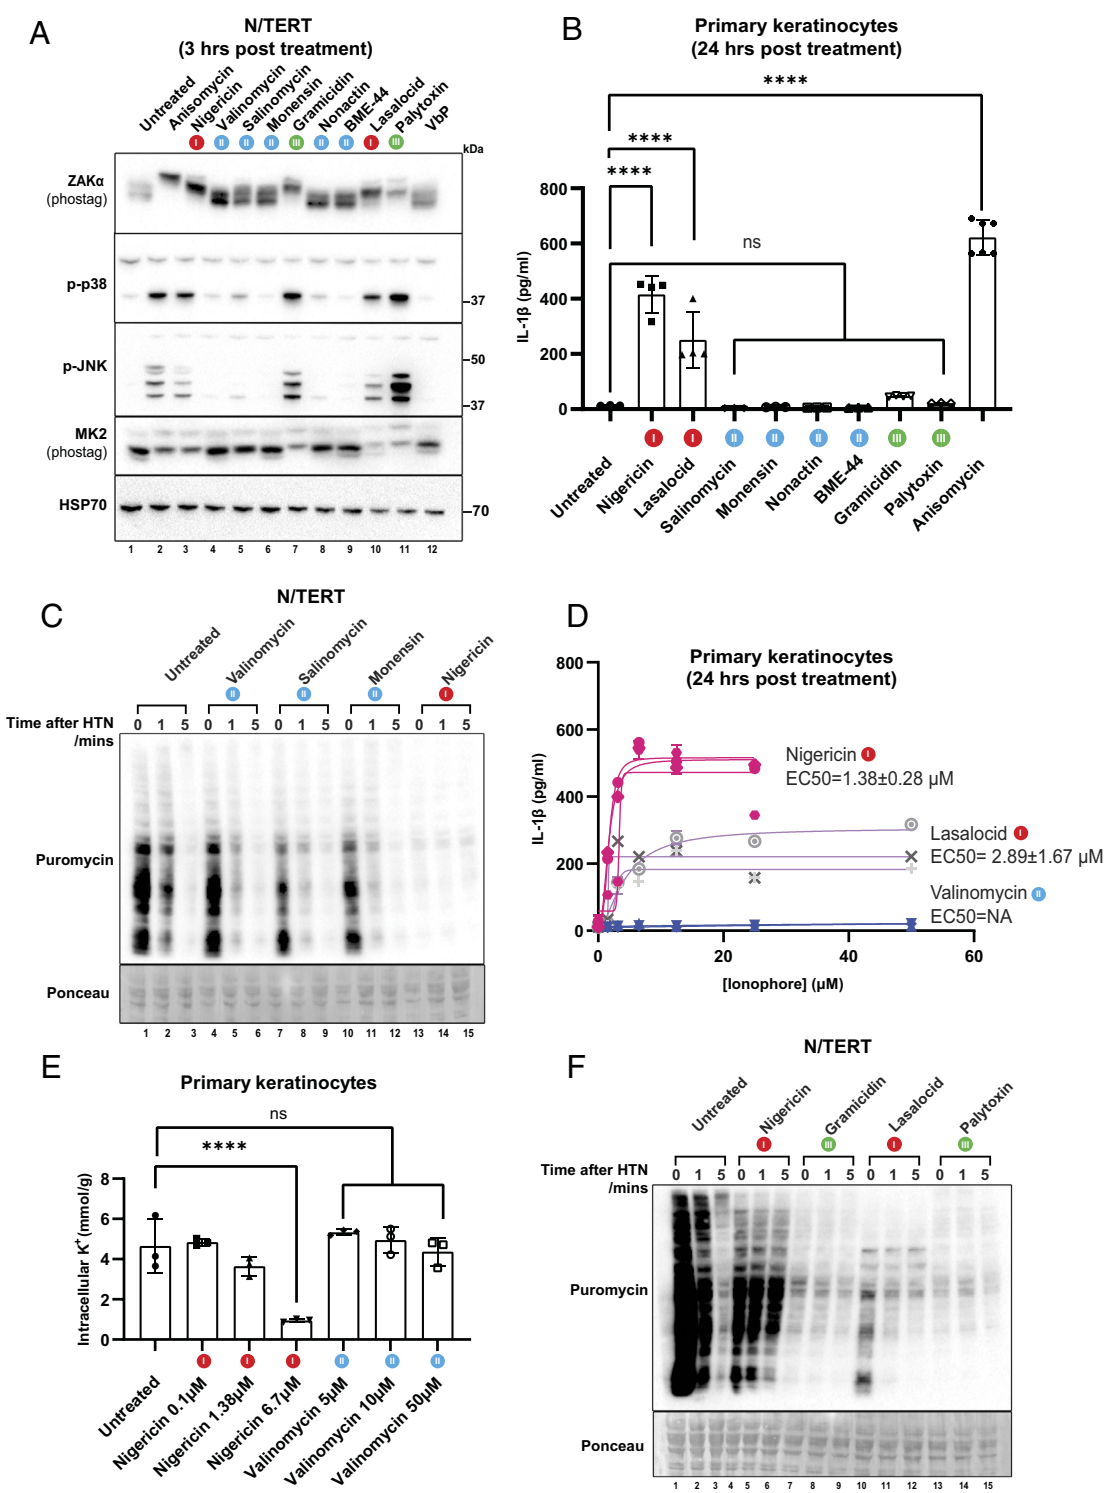 A
N/TERT
(3 hrs post treatment)
Untreated
Anisomycin
Nigericin
Valinomycin
Salinomycin
Monensin
Gramicidin
Nonactin
BME-44
Lasalocid
Palytoxin
VbP
I II II II III II II I III
kDa
ZAKα
(phostag)
p-p38
37
p-JNK
50
37
MK2
(phostag)
HSP70
70
1 2 3 4 5 6 7 8 9 10 11 12
B
Primary keratinocytes
(24 hrs post treatment)
****
****
****
ns
IL-1β (pg/ml)
800
600
400
200
0
I I II II II II III III
Untreated
Nigericin
Lasalocid
Salinomycin
Monensin
Nonactin
BME-44
Gramicidin
Palytoxin
Anisomycin
C
N/TERT
Untreated
Valinomycin
Salinomycin
Monensin
Nigericin
II II II I
Time after HTN
/mins
0 1 5 0 1 5 0 1 5 0 1 5 0 1 5
Puromycin
Ponceau
1 2 3 4 5 6 7 8 9 10 11 12 13 14 15
D
Primary keratinocytes
(24 hrs post treatment)
IL-1β (pg/ml)
800
600
400
200
0
Nigericin I
EC50=1.38±0.28 µM
Lasalocid I
EC50= 2.89±1.67 µM
Valinomycin II
EC50=NA
0 20 40 60
[Ionophore] (µM)
E
Primary keratinocytes
ns
****
Intracellular K+ (mmol/g)
8
6
4
2
0
I I I II II II
Untreated
Nigericin 0.1µM
Nigericin 1.38µM
Nigericin 6.7µM
Valinomycin 5µM
Valinomycin 10µM
Valinomycin 50µM
F
N/TERT
Untreated
Nigericin
Gramicidin
Lasalocid
Palytoxin
I III I III
Time after HTN
/mins
0 1 5 0 1 5 0 1 5 0 1 5 0 1 5
Puromycin
Ponceau
1 2 3 4 5 6 7 8 9 10 11 12 13 14 15